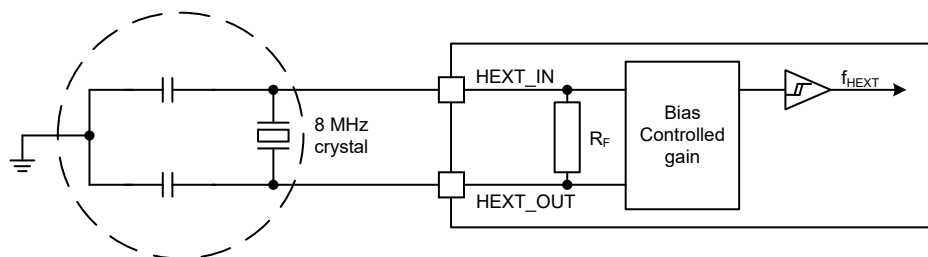 HEXT_IN
8 MHz
crystal
RF
Bias
Controlled
gain
fHEXT
HEXT_OUT